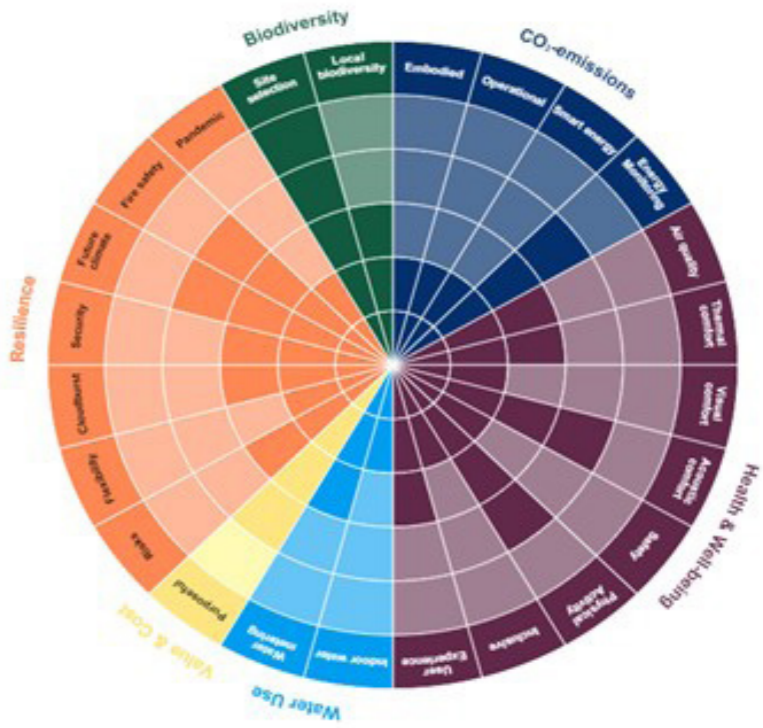 Biodiversity
CO₂-emissions
Site
selection
Local
biodiversity
Embodied
Operational
Smart energy
Energy
Monitoring
Air quality
Thermal
comfort
Visual
comfort
Acoustic
comfort
Safety
Physical
Activity
Inclusive
User
Experience
Health & Well-being
Indoor water
Water
metering
Water Use
Purposeful
Value & Cost
Risks
Flexibility
Cloudburst
Security
Future
climate
Fire safety
Pandemic
Resilience